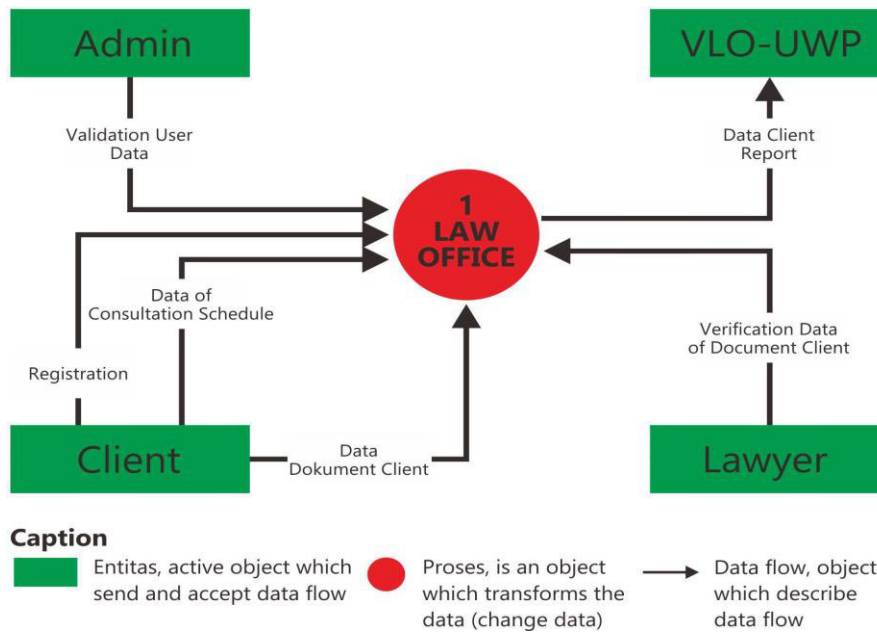 Admin
VLO-UWP
Validation User
Data
Data Client
Report
1
LAW
OFFICE
Data of
Consultation Schedule
Registration
Verification Data
of Document Client
Client
Data
Dokument Client
Lawyer
Caption
Entitas, active object which
send and accept data flow
Proses, is an object
which transforms the
data (change data)
Data flow, object
which describe
data flow